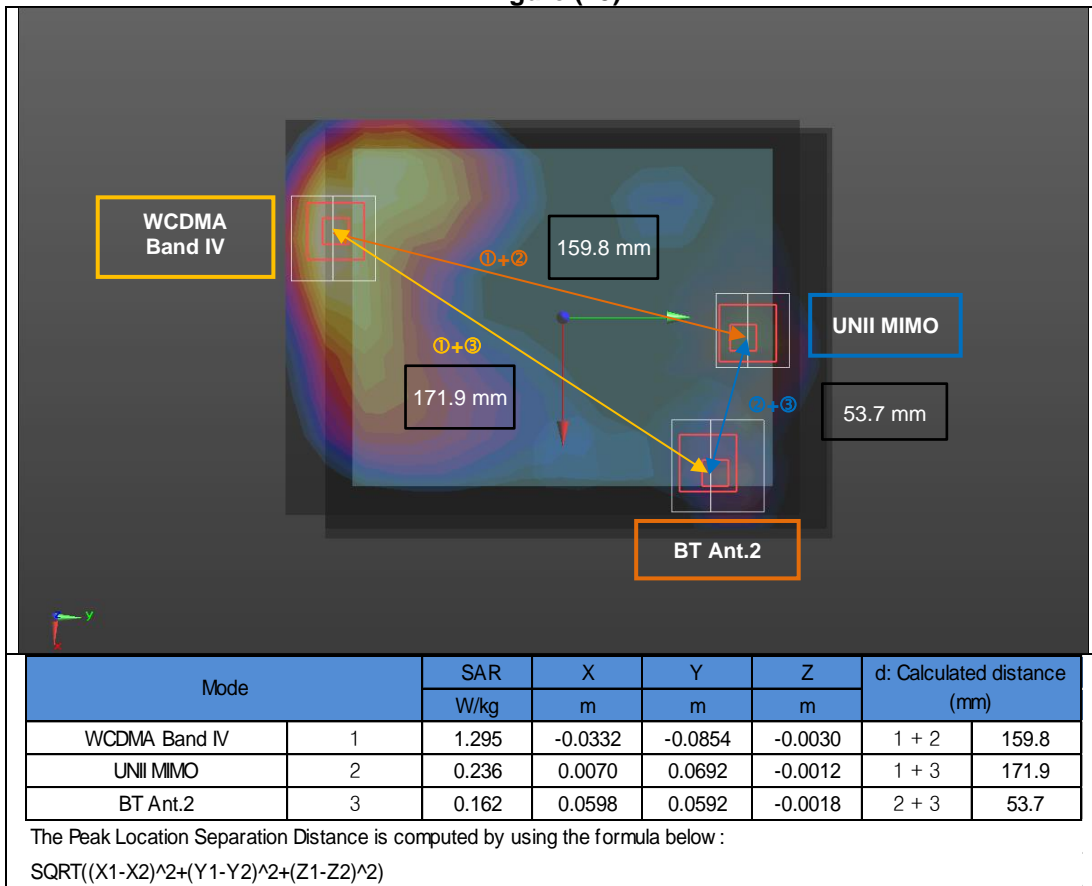 WCDMA
Band IV
①+②
159.8 mm
UNII MIMO
①+③
171.9 mm
②+③
53.7 mm
BT Ant.2
Y
X
Mode SAR X Y Z d: Calculated distance
W/kg m m m (mm)
WCDMA Band IV 1 1.295 -0.0332 -0.0854 -0.0030 1 + 2 159.8
UNII MIMO 2 0.236 0.0070 0.0692 -0.0012 1 + 3 171.9
BT Ant.2 3 0.162 0.0598 0.0592 -0.0018 2 + 3 53.7
The Peak Location Separation Distance is computed by using the formula below :
SQRT((X1-X2)^2+(Y1-Y2)^2+(Z1-Z2)^2)